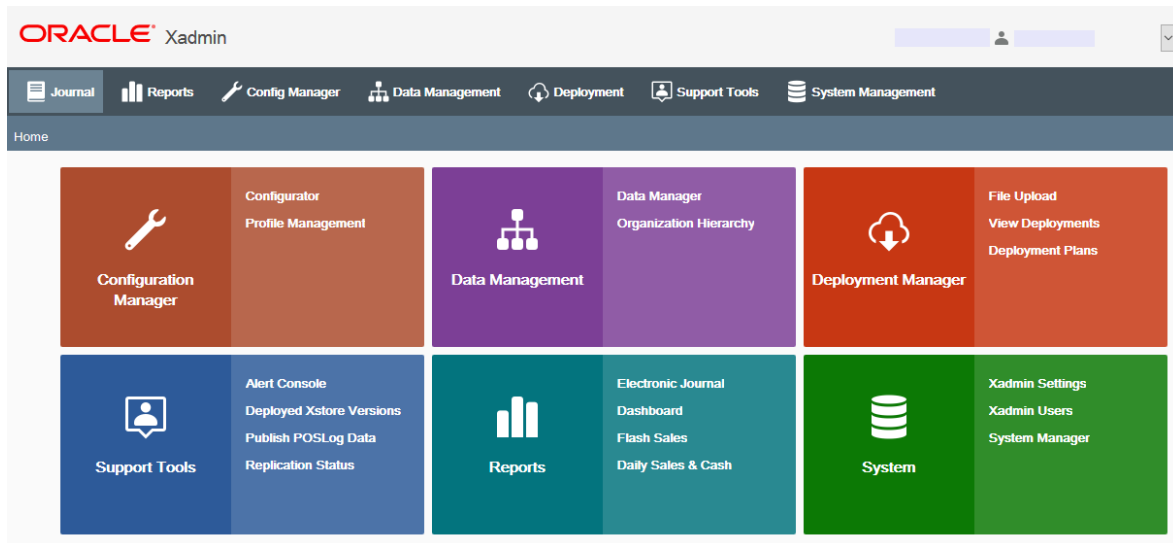 ORACLE® Xadmin
Journal Reports Config Manager Data Management Deployment Support Tools System Management
Home
Configuration
Manager
Configurator
Profile Management
Data Management
Data Manager
Organization Hierarchy
Deployment Manager
File Upload
View Deployments
Deployment Plans
Support Tools
Alert Console
Deployed Xstore Versions
Publish POSLog Data
Replication Status
Reports
Electronic Journal
Dashboard
Flash Sales
Daily Sales & Cash
System
Xadmin Settings
Xadmin Users
System Manager